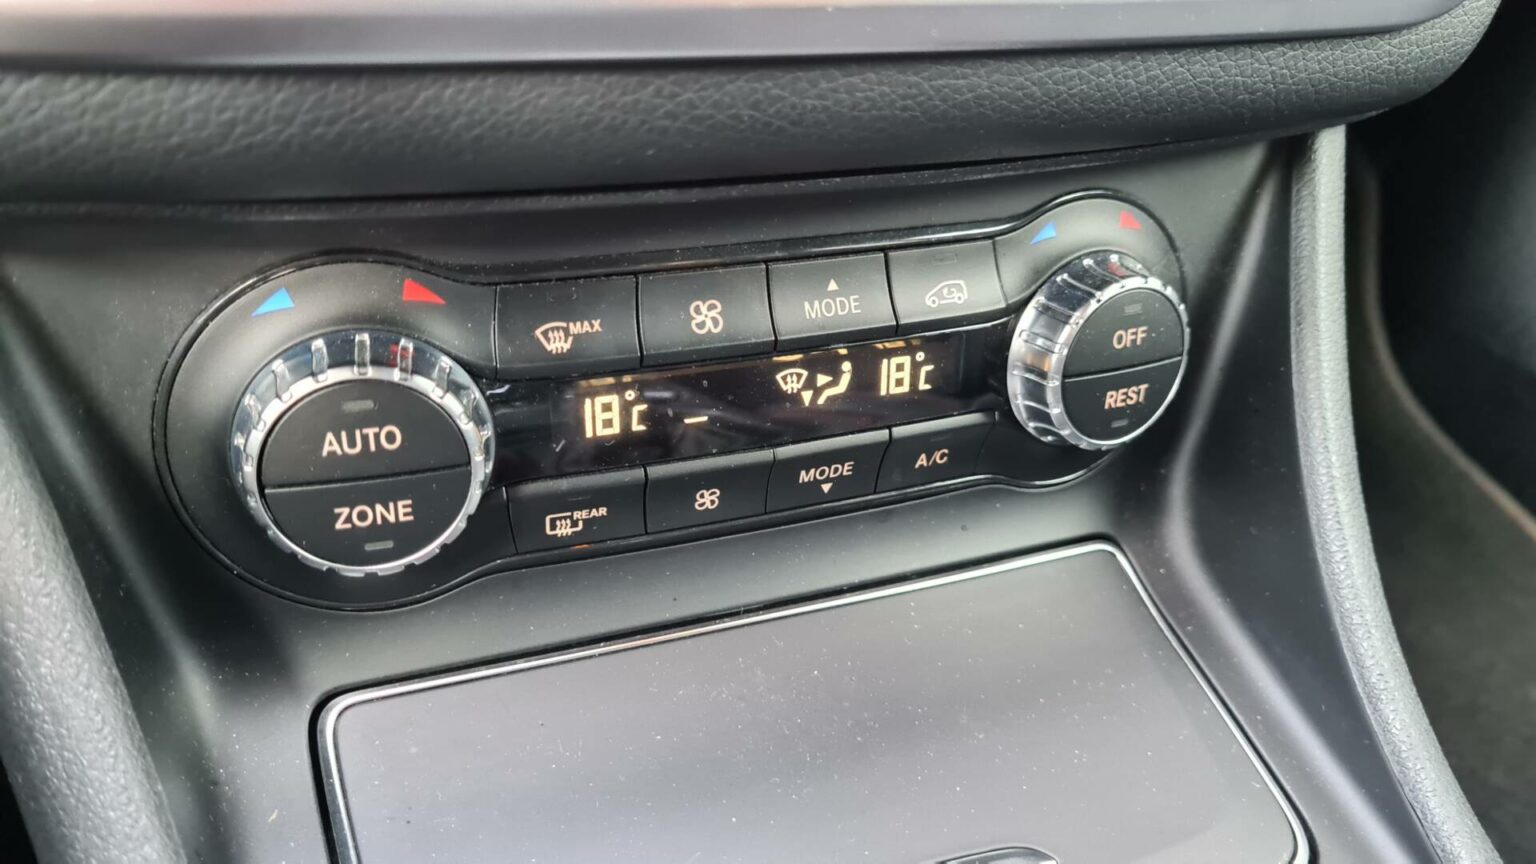 MAX
MODE
OFF
REST
AUTO
ZONE
18°C
18°C
REAR
MODE
A/C